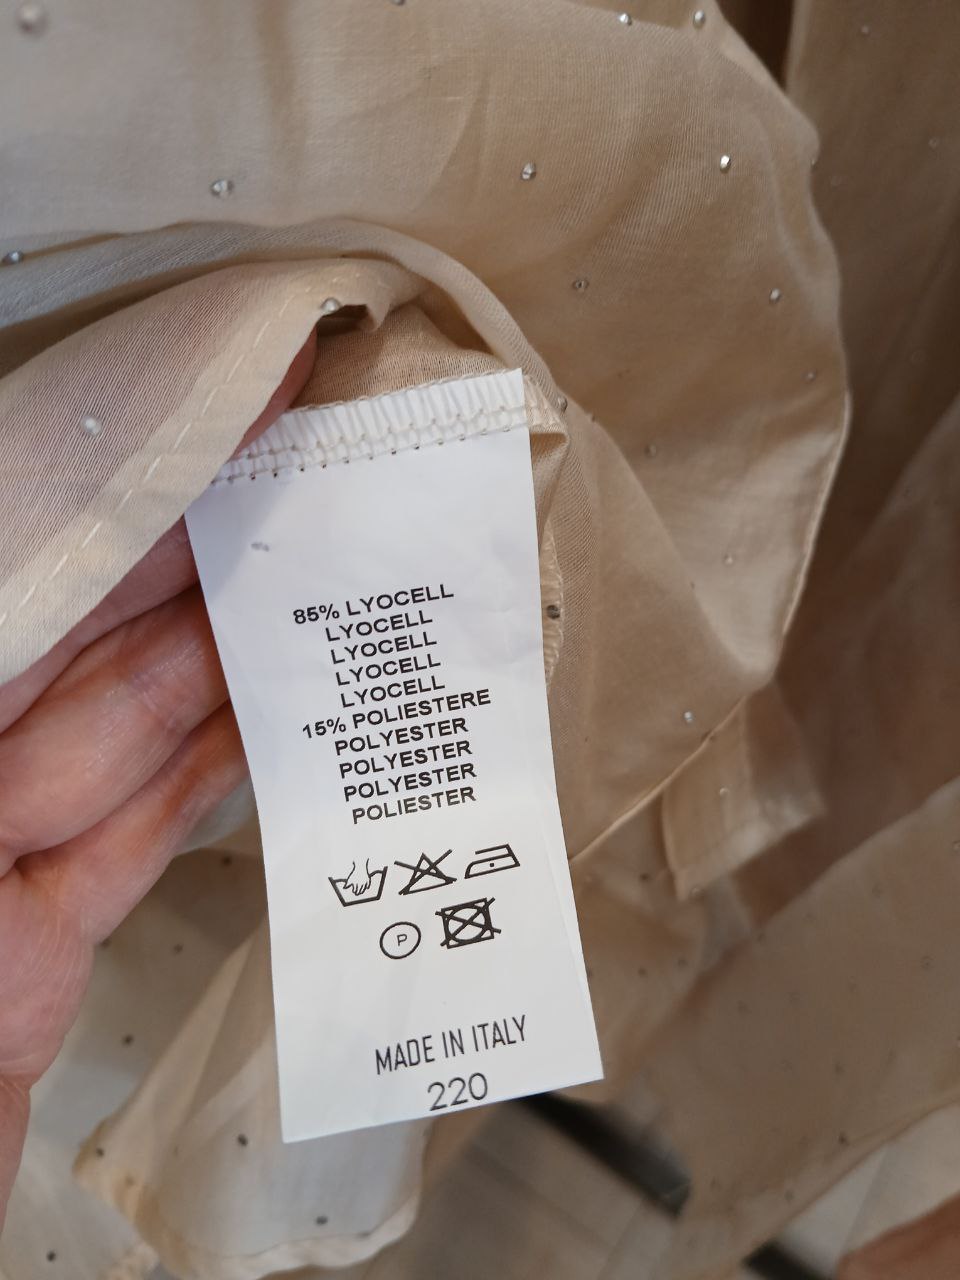 85% LYOCELL
LYOCELL
LYOCELL
LYOCELL
LYOCELL
15% POLIESTERE
POLYESTER
POLYESTER
POLYESTER
POLIESTER
P
MADE IN ITALY
220